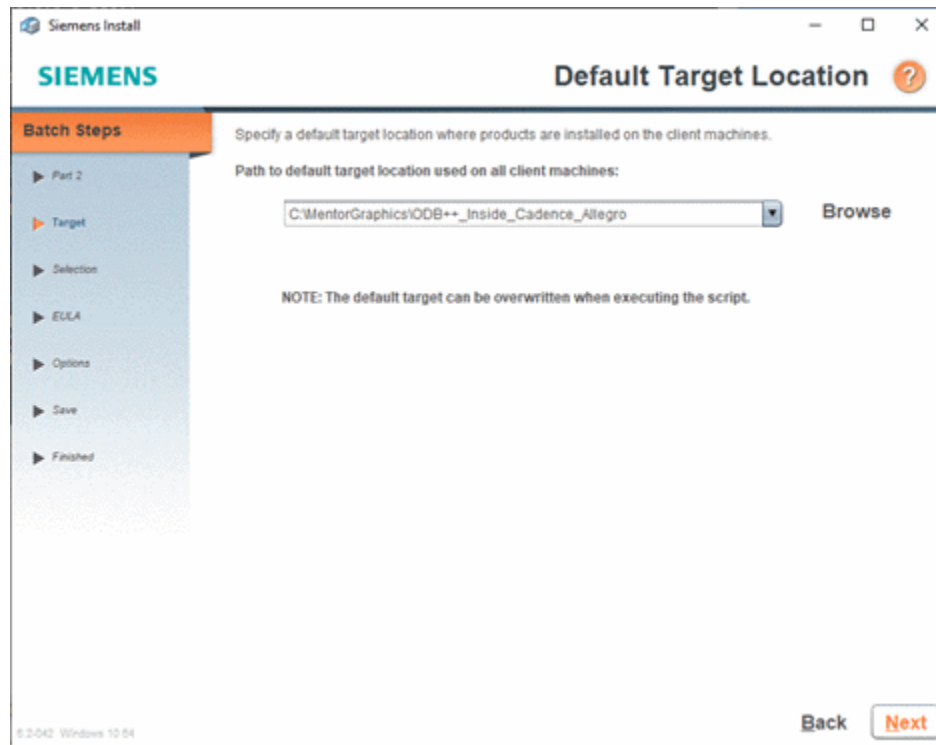 Siemens Install
SIEMENS
Default Target Location
?
Batch Steps
Part 2
Target
Selection
EULA
Options
Save
Finished
Specify a default target location where products are installed on the client machines.
Path to default target location used on all client machines:
C:\MentorGraphics\ODB++_Inside_Cadence_Allegro
Browse
NOTE: The default target can be overwritten when executing the script.
6.2-042 Windows 10 64
Back
Next